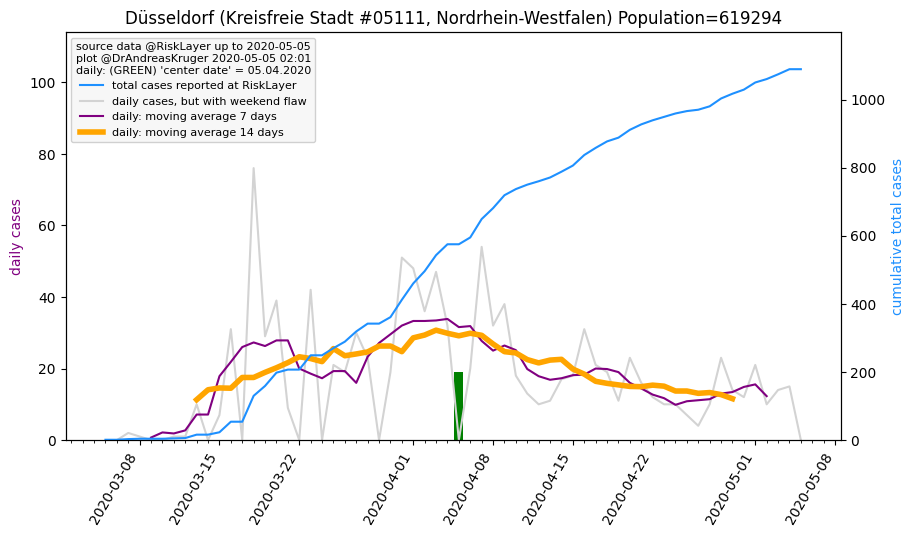 Düsseldorf (Kreisfreie Stadt #05111, Nordrhein-Westfalen) Population=619294
source data @RiskLayer up to 2020-05-05
plot @DrAndreasKruger 2020-05-05 02:01
daily: (GREEN) 'center date' = 05.04.2020
total cases reported at RiskLayer
daily cases, but with weekend flaw
daily: moving average 7 days
daily: moving average 14 days
daily cases
100
80
60
40
20
0
cumulative total cases
1000
800
600
400
200
0
2020-03-08
2020-03-15
2020-03-22
2020-04-01
2020-04-08
2020-04-15
2020-04-22
2020-05-01
2020-05-08